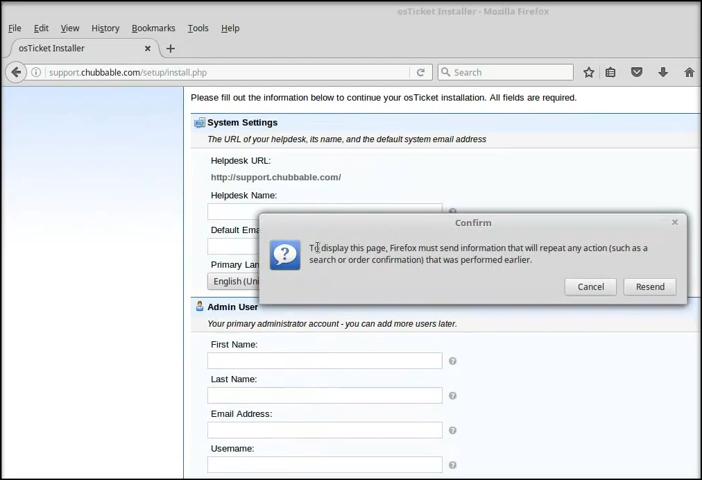 osTicket Installer - Mozilla Firefox
File Edit View History Bookmarks Tools Help
osTicket Installer × +
support.chubbable.com/setup/install.php Search
Please fill out the information below to continue your osTicket installation. All fields are required.
System Settings
The URL of your helpdesk, its name, and the default system email address
Helpdesk URL:
http://support.chubbable.com/
Helpdesk Name:
Default Ema
Primary Lan
English (Uni
Confirm
To display this page, Firefox must send information that will repeat any action (such as a
search or order confirmation) that was performed earlier.
Cancel Resend
Admin User
Your primary administrator account - you can add more users later.
First Name:
Last Name:
Email Address:
Username: